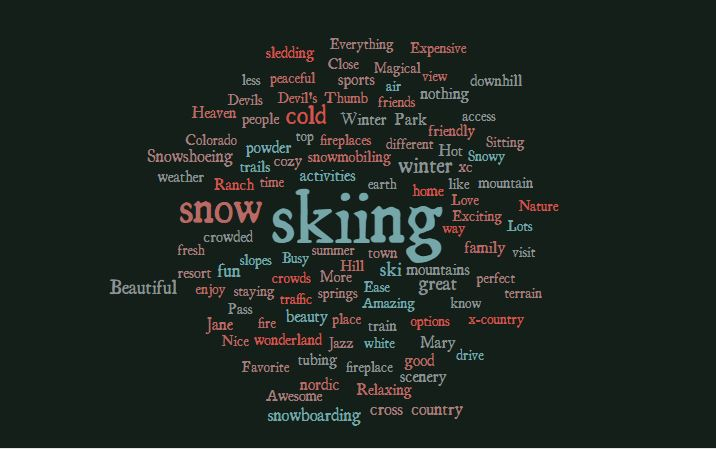 sledding Everything Expensive
Close Magical
less peaceful sports air view nothing downhill
Devils Devil's Thumb friends
Heaven people cold Winter Park access
Colorado powder top fireplaces different friendly Sitting
Snowshoeing trails cozy snowmobiling Hot Snowy
weather Ranch time activities winter xc
earth home like mountain
snow skiing Love Nature
crowded Exciting way Lots
fresh slopes Busy summer town family visit
resort fun crowds Hill ski mountains perfect
Beautiful enjoy staying traffic More springs Ease great terrain
Pass Amazing know
Jane fire beauty place train options x-country
Nice wonderland Jazz white Mary drive
Favorite tubing fireplace good scenery
Awesome nordic Relaxing
snowboarding cross country